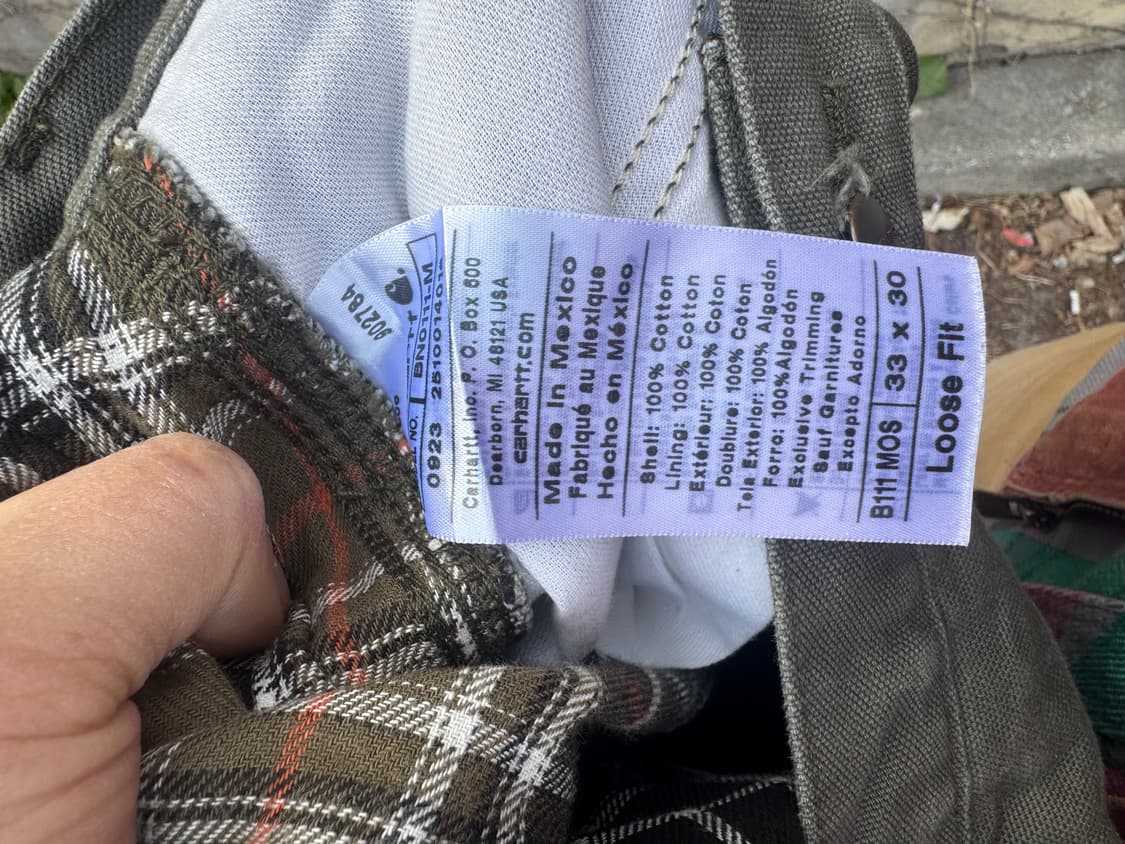 902784
NO. BN0111-M
0923 251001401
Carhartt, Inc. P. O. Box 600
Dearborn, MI. 48121 USA
carhartt.com
Made In Mexico
Fabriqué au Mexique
Hecho en México
Shell: 100% Cotton
Lining: 100% Cotton
Extérieur: 100% Coton
Doublure: 100% Coton
Tela Exterior: 100% Algodón
Forro: 100%Algodón
Exclusive Trimming
Sauf Garnitures
Excepto Adorno
B111 MOS 33 x 30
Loose Fit